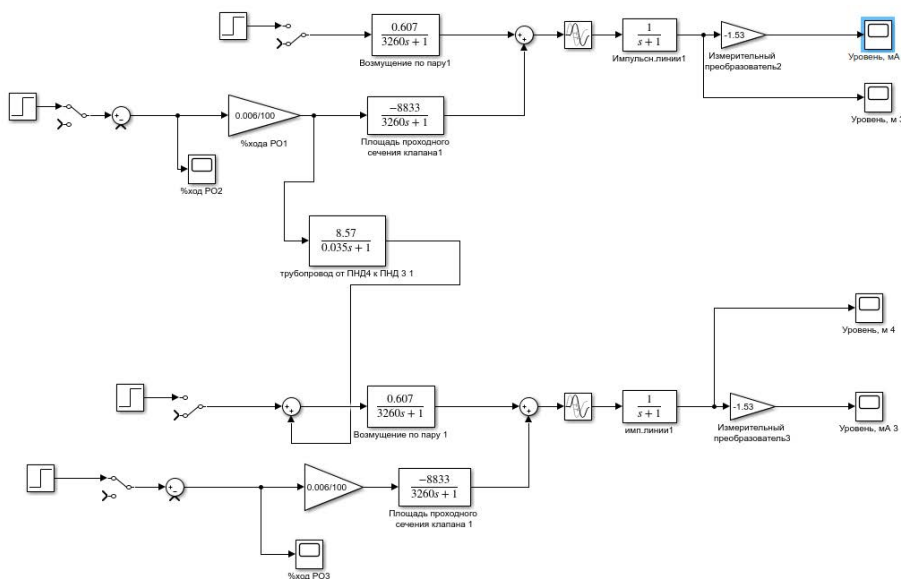 0.607
3260s + 1
Возмущение по пару1
1
s + 1
Импульсн.линии1
-1.53
Измерительный
преобразователь2
Уровень, мА
Уровень, м 3
0.006/100
%хода РО1
-8833
3260s + 1
Площадь проходного
сечения клапана1
%ход РО2
8.57
0.035s + 1
трубопровод от ПНД4 к ПНД 3 1
Уровень, м 4
0.607
3260s + 1
Возмущение по пару 1
1
s + 1
имп.линии1
-1.53
Измерительный
преобразователь3
Уровень, мА 3
0.006/100
-8833
3260s + 1
Площадь проходного
сечения клапана 1
%ход РО3